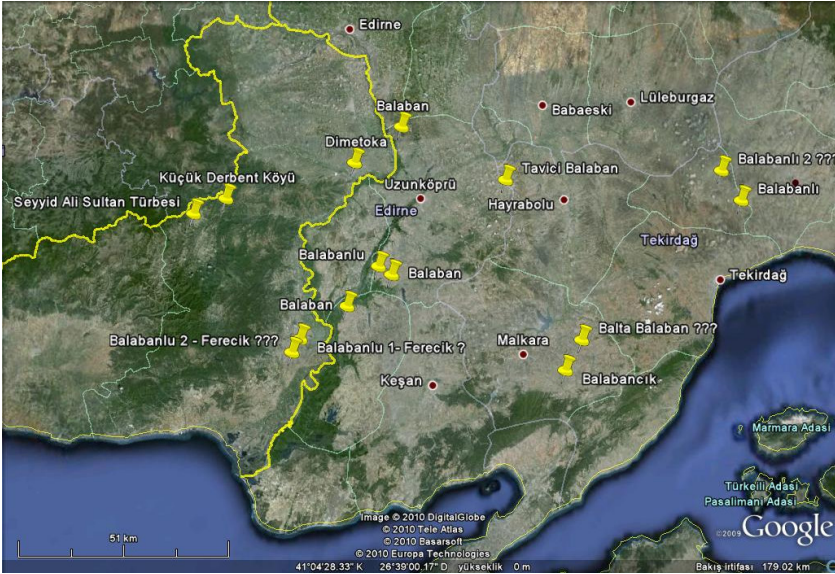 Edirne
Lüleburgaz
Balaban
Babaeski
Dimetoka
Balabanlı 2 ???
Tavici Balaban
Küçük Derbent Köyü
Uzunköprü
Balabanlı
Seyyid Ali Sultan Türbesi
Hayrabolu
Edirne
Tekirdağ
Balabanlu
Balaban
Tekirdağ
Balaban
Balta Balaban ???
Balabanlu 2 - Ferecik ???
Malkara
Balabanlu 1- Ferecik ?
Keşan
Balabancık
Marmara Adası
Türkeli Adası
Paşalimanı Adası
Image © 2010 DigitalGlobe
© 2010 Tele Atlas
© 2010 Basarsoft
© 2010 Europa Technologies
©2009 Google
51 km
41°04'28.33" K 26°39'00.17" D yükseklik 0 m
Bakış irtifası 179.02 km